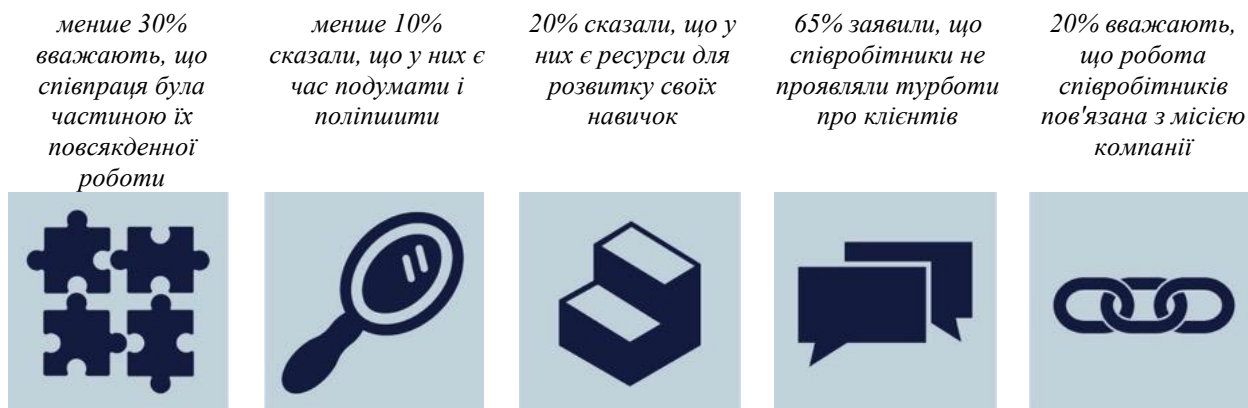 менше 30%
вважають, що
співпраця була
частиною їх
повсякденної
роботи
менше 10%
сказали, що у них є
час подумати і
поліпшити
20% сказали, що у
них є ресурси для
розвитку своїх
навичок
65% заявили, що
співробітники не
проявляли турботи
про клієнтів
20% вважають,
що робота
співробітників
пов'язана з місією
компанії